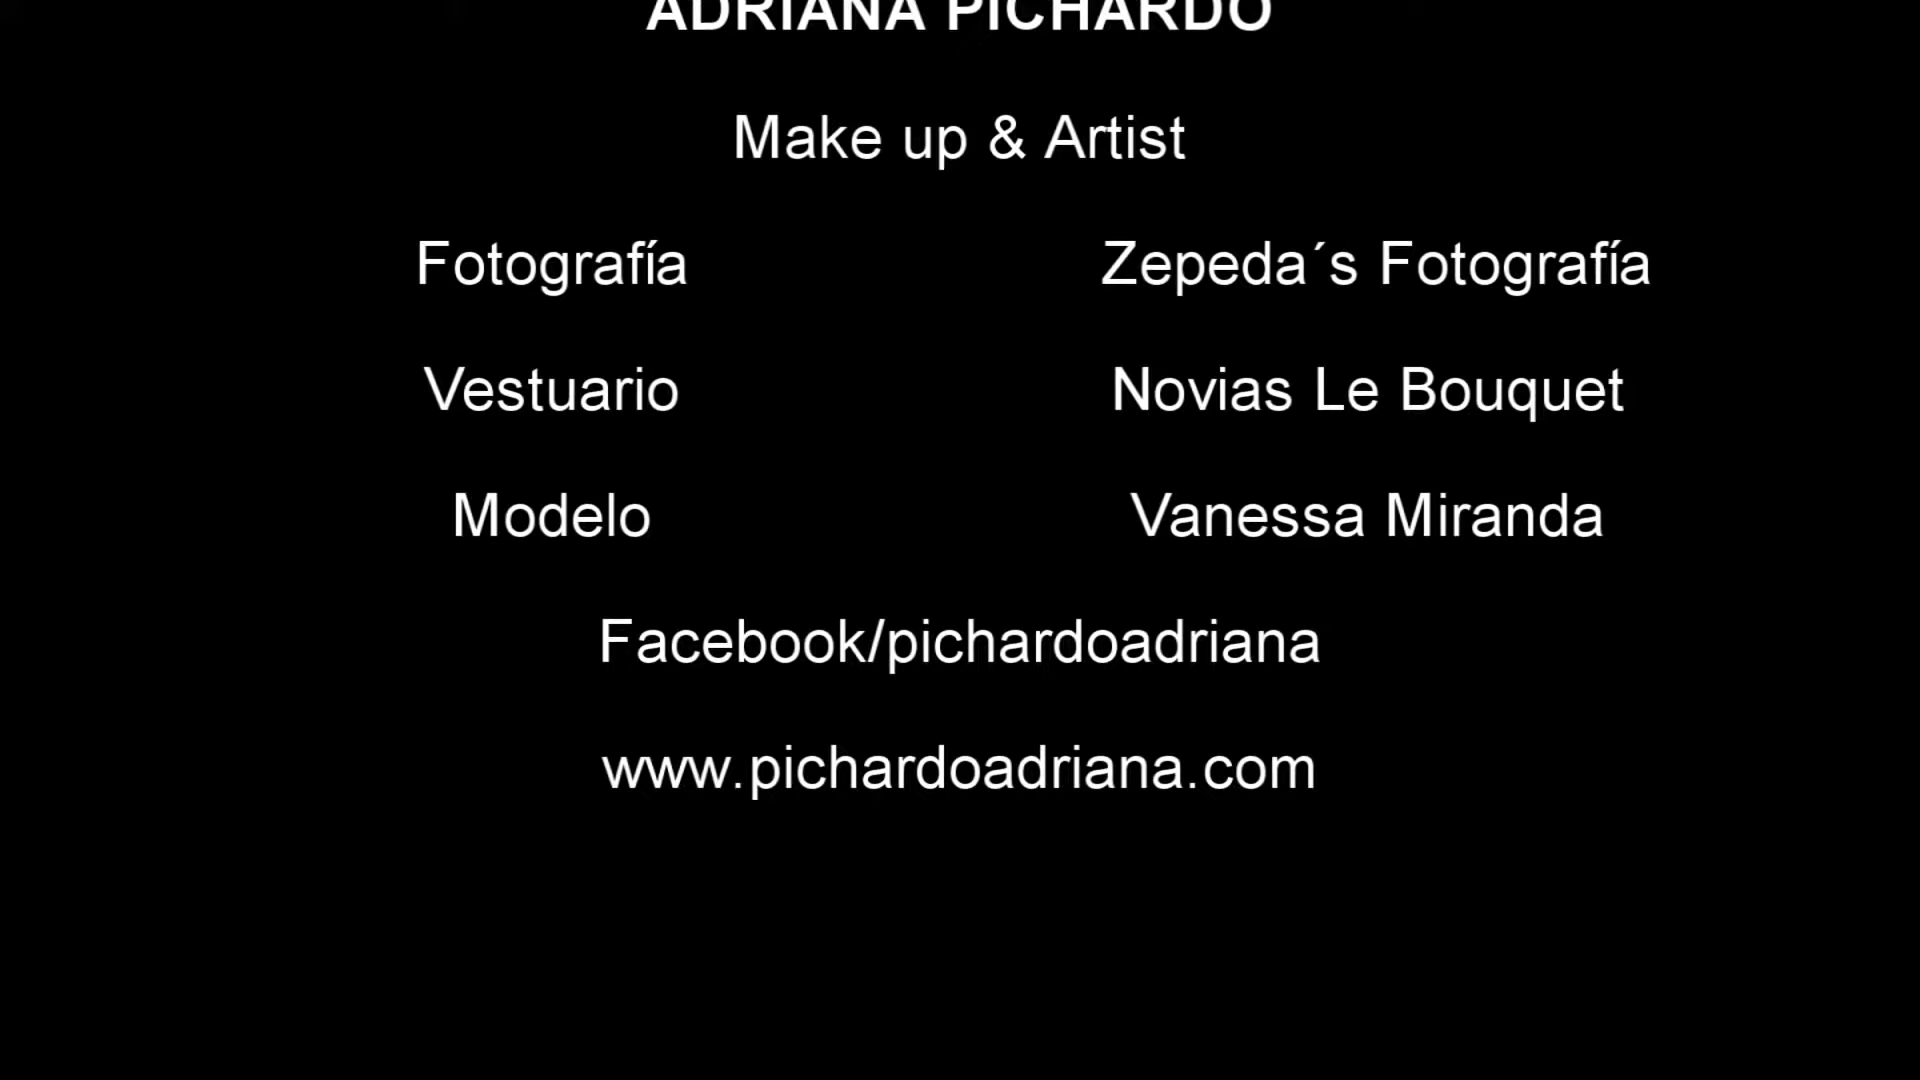 ADRIANA PICHARDO
Make up & Artist
Fotografía Zepeda´s Fotografía
Vestuario Novias Le Bouquet
Modelo Vanessa Miranda
Facebook/pichardoadriana
www.pichardoadriana.com